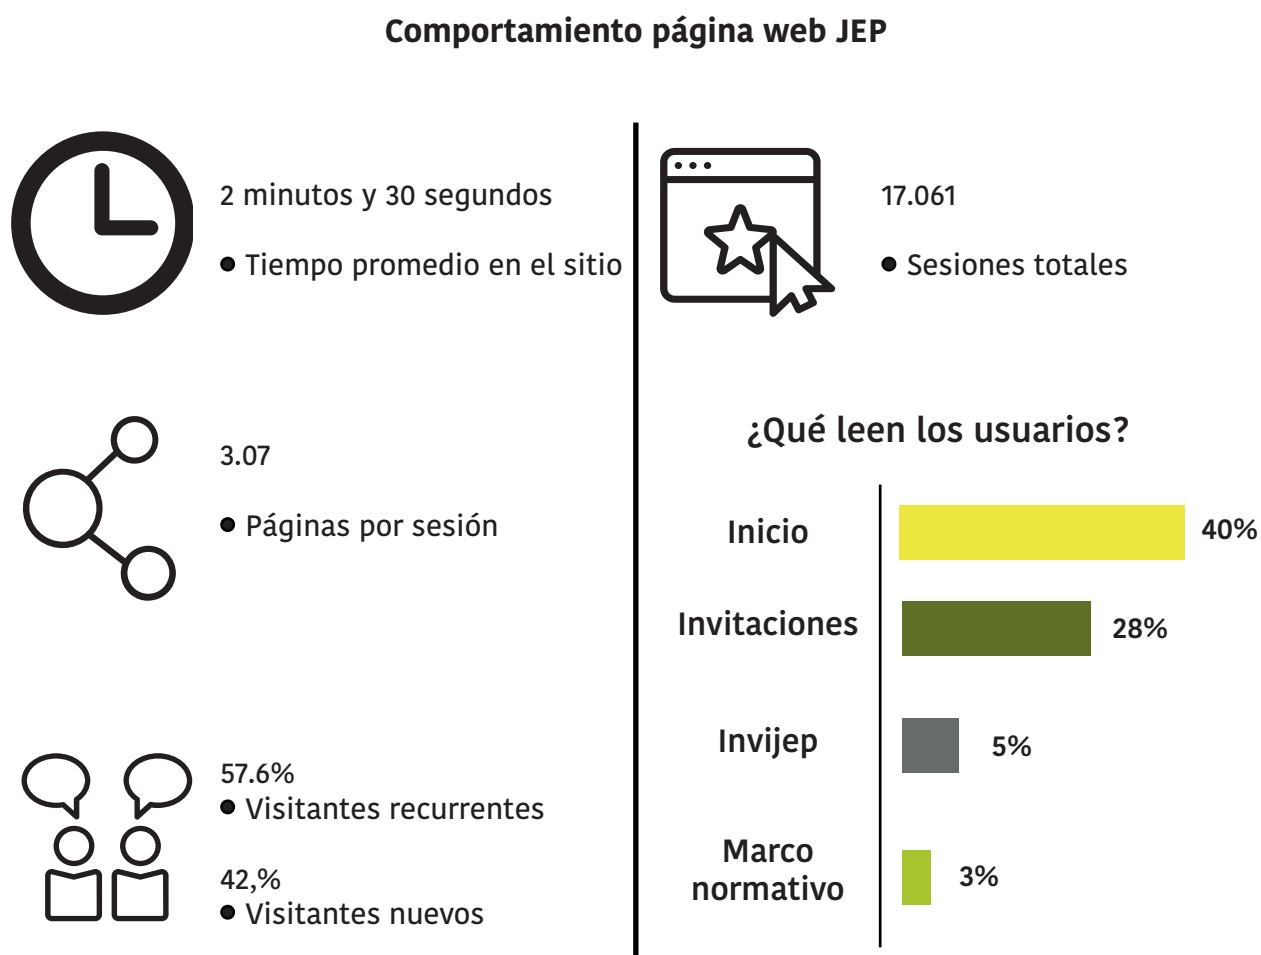 Comportamiento página web JEP
2 minutos y 30 segundos
● Tiempo promedio en el sitio
3.07
● Páginas por sesión
57.6%
● Visitantes recurrentes
42,%
● Visitantes nuevos
17.061
● Sesiones totales
¿Qué leen los usuarios?
Inicio 40%
Invitaciones 28%
Invijep 5%
Marco
normativo 3%